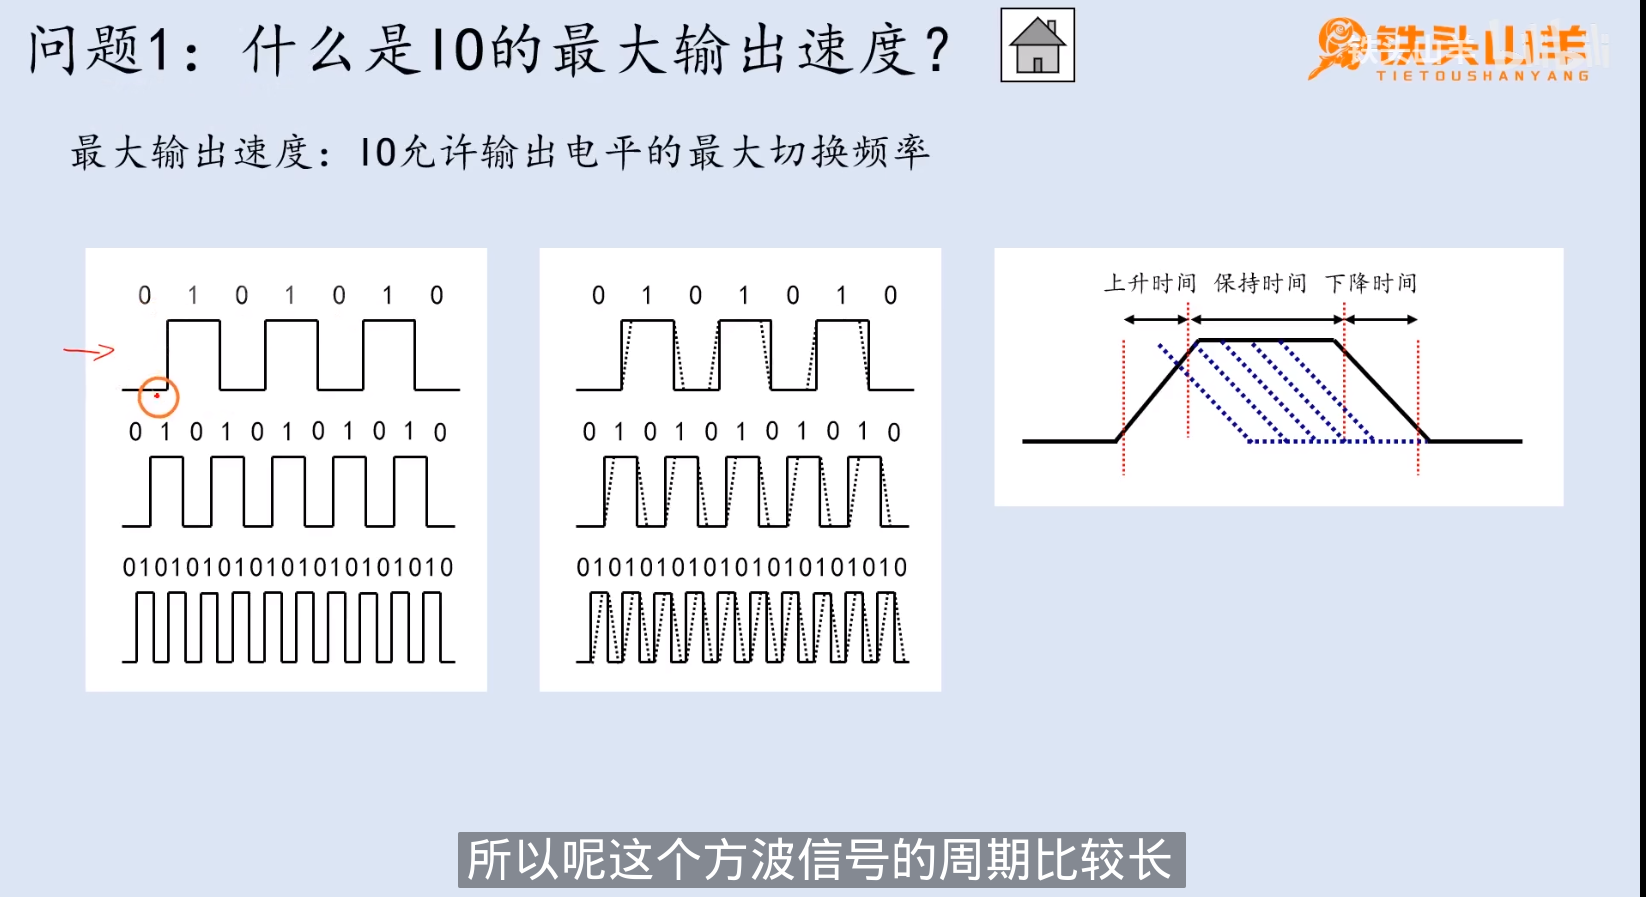 问题1：什么是IO的最大输出速度？
铁头山羊
TIETOUSHANYANG
最大输出速度：IO允许输出电平的最大切换频率
0 1 0 1 0 1 0
0 1 0 1 0 1 0 1 0 1 0
010101010101010101010
0 1 0 1 0 1 0
0 1 0 1 0 1 0 1 0 1 0
010101010101010101010
上升时间 保持时间 下降时间
所以呢这个方波信号的周期比较长